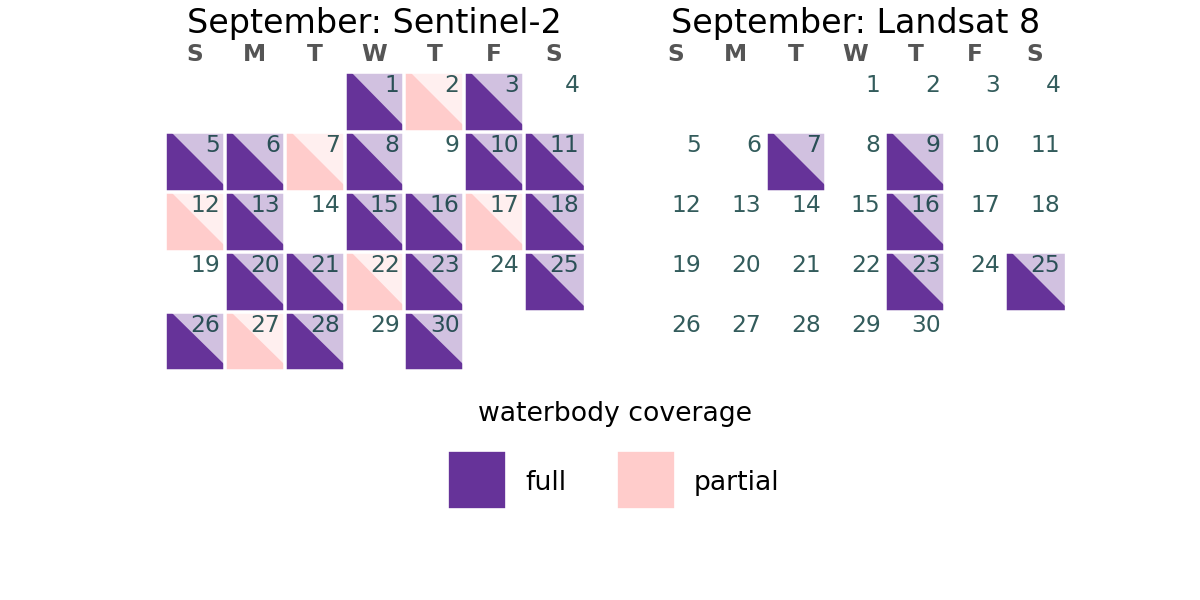 September: Sentinel-2
S M T W T F S
1 2 3 4
5 6 7 8 9 10 11
12 13 14 15 16 17 18
19 20 21 22 23 24 25
26 27 28 29 30
September: Landsat 8
S M T W T F S
1 2 3 4
5 6 7 8 9 10 11
12 13 14 15 16 17 18
19 20 21 22 23 24 25
26 27 28 29 30
waterbody coverage
full partial